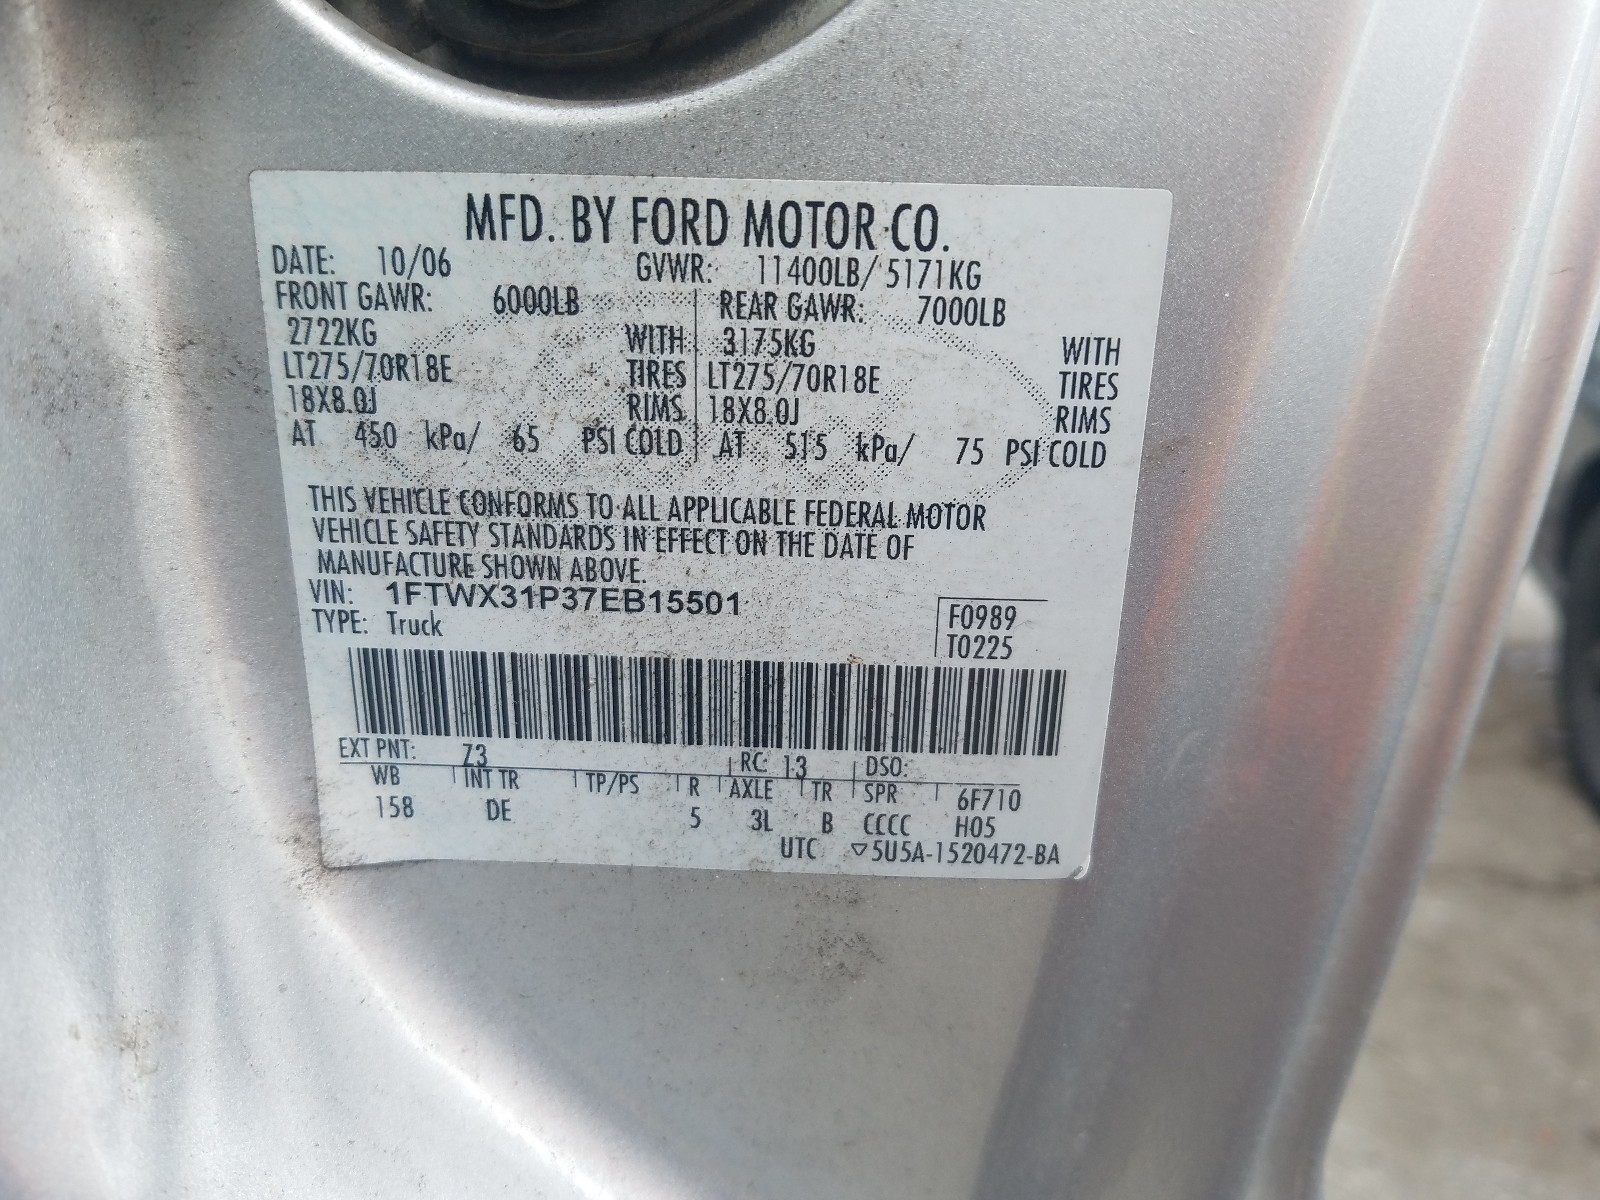 MFD. BY FORD MOTOR CO.
DATE: 10/06 GVWR: 11400LB/ 5171KG
FRONT GAWR: 6000LB REAR GAWR: 7000LB
2722KG WITH 3175KG WITH
LT275/70R18E TIRES LT275/70R18E TIRES
18X8.0J RIMS 18X8.0J RIMS
AT 450 kPa/ 65 PSI COLD AT 515 kPa/ 75 PSI COLD
THIS VEHICLE CONFORMS TO ALL APPLICABLE FEDERAL MOTOR
VEHICLE SAFETY STANDARDS IN EFFECT ON THE DATE OF
MANUFACTURE SHOWN ABOVE.
VIN: 1FTWX31P37EB15501
TYPE: Truck
F0989
T0225
EXT PNT: Z3 RC: 13 DSO:
WB INT TR TP/PS R AXLE TR SPR 6F710
158 DE 5 3L B CCCC H05
UTC ▽5U5A-1520472-BA